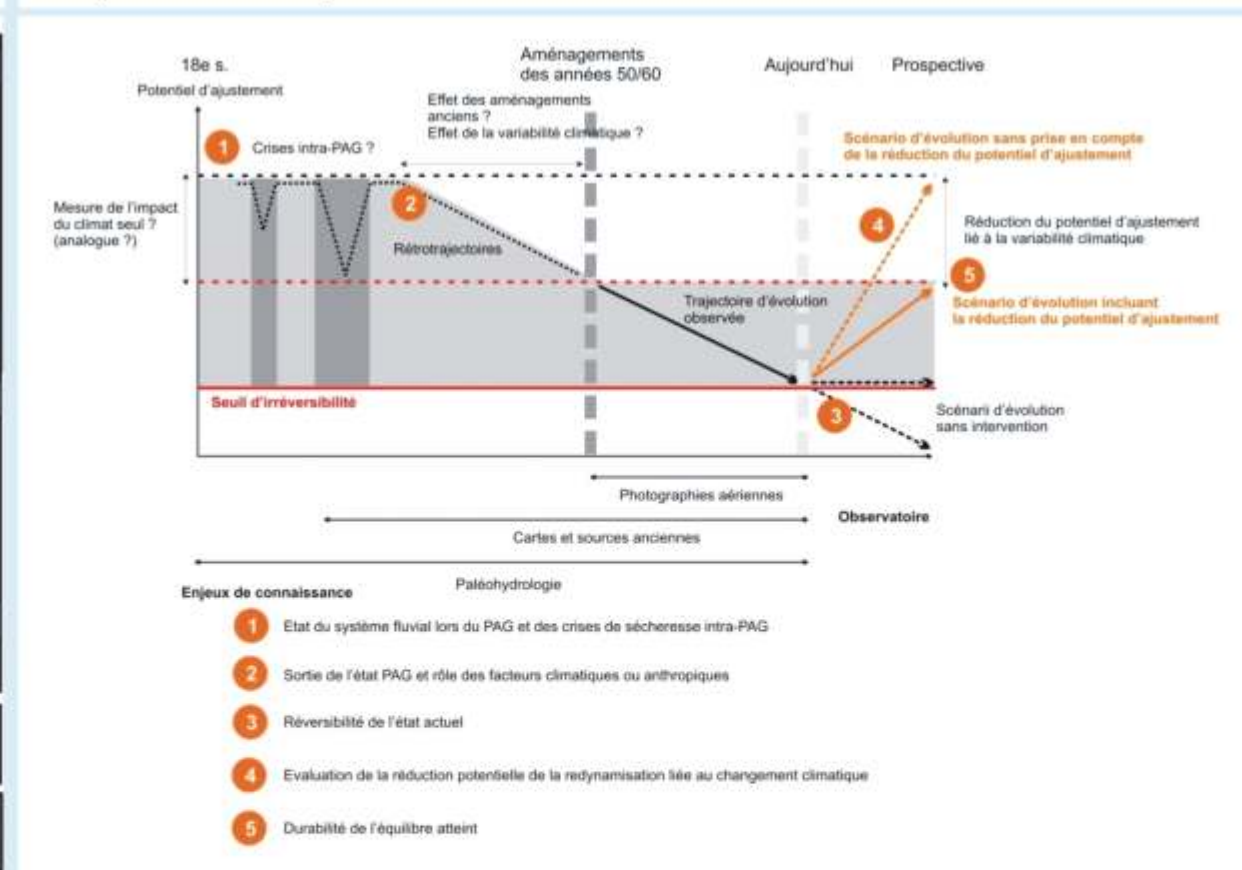 18e s.
Aménagements
des années 50/60
Aujourd'hui
Prospective
Potentiel d'ajustement
Effet des aménagements
anciens ?
Effet de la variabilité climatique ?
1
Crises intra-PAG ?
Scénario d'évolution sans prise en compte
de la réduction du potentiel d'ajustement
Mesure de l'impact
du climat seul ?
(analogue ?)
2
Rétrotrajectoires
4
Réduction du potentiel d'ajustement
lié à la variabilité climatique
5
Trajectoire d'évolution
observée
Scénario d'évolution incluant
la réduction du potentiel d'ajustement
Seuil d'irréversibilité
3
Scénarii d'évolution
sans intervention
Photographies aériennes
Observatoire
Cartes et sources anciennes
Paléohydrologie
Enjeux de connaissance
1 Etat du système fluvial lors du PAG et des crises de sécheresse intra-PAG
2 Sortie de l'état PAG et rôle des facteurs climatiques ou anthropiques
3 Réversibilité de l'état actuel
4 Evaluation de la réduction potentielle de la redynamisation liée au changement climatique
5 Durabilité de l'équilibre atteint